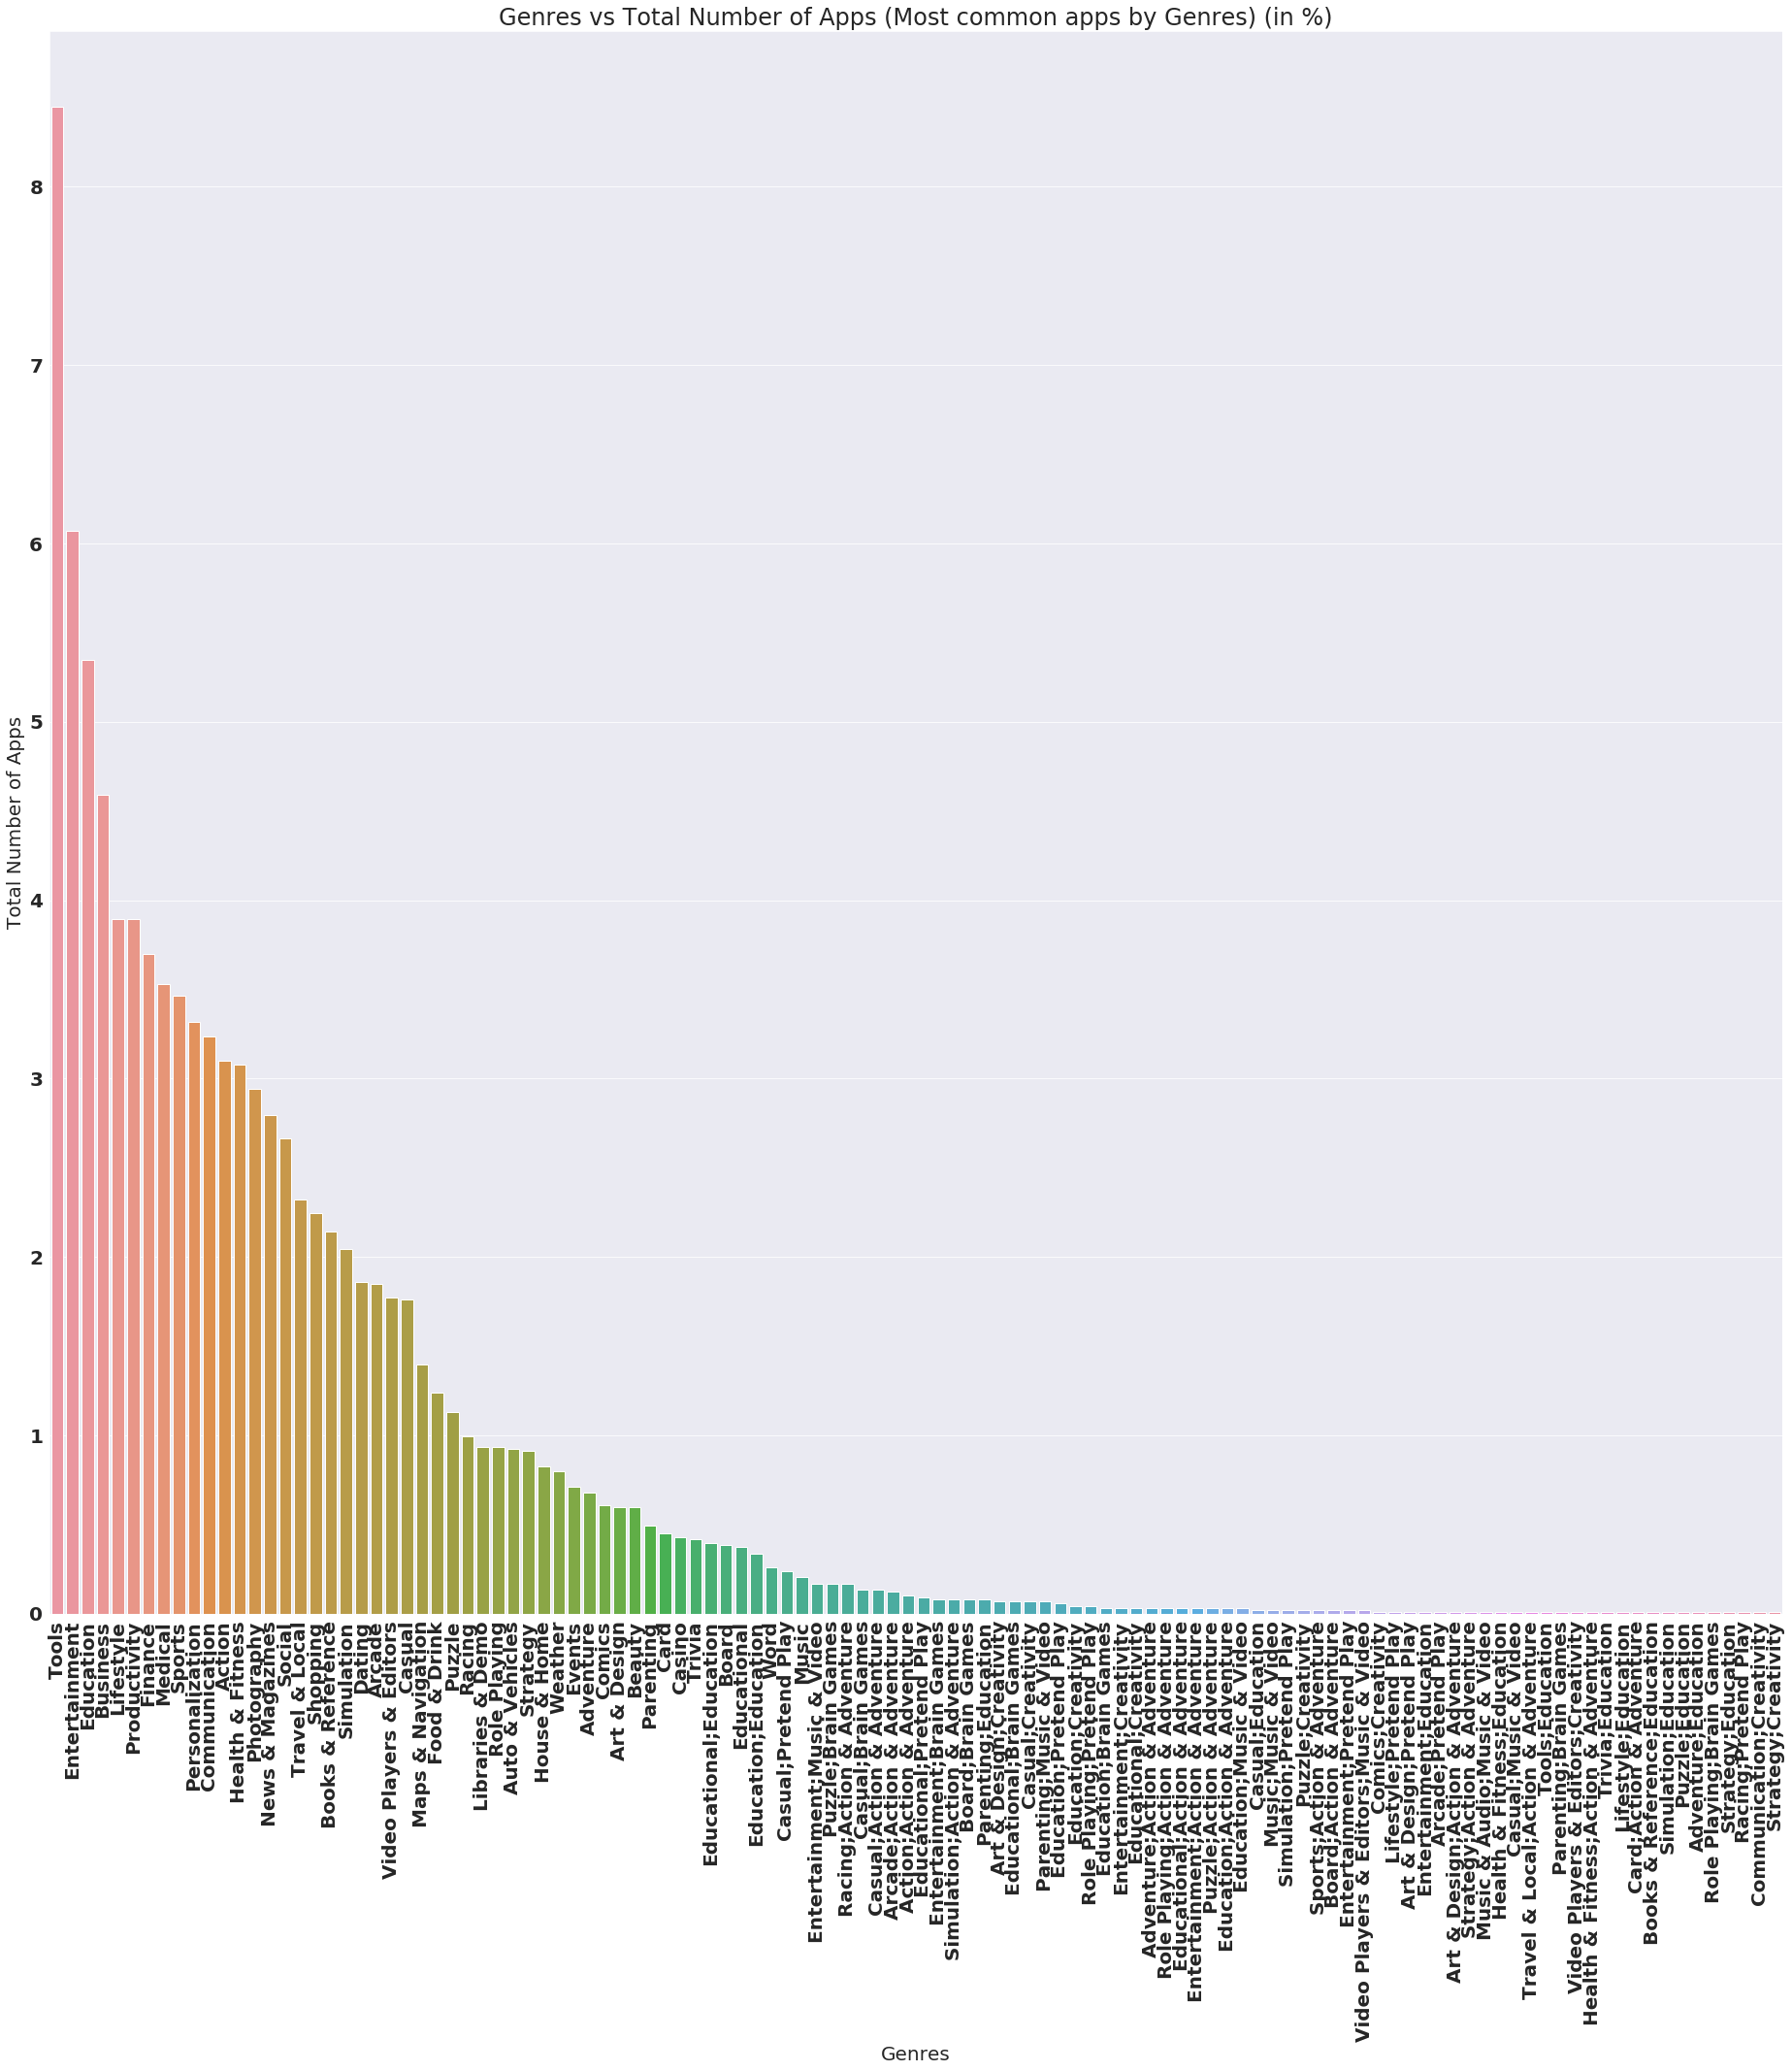 Genres vs Total Number of Apps (Most common apps by Genres) (in %)
Total Number of Apps
8
7
6
5
4
3
2
1
0
Tools
Entertainment
Education
Business
Lifestyle
Productivity
Finance
Medical
Sports
Personalization
Communication
Action
Health & Fitness
Photography
News & Magazines
Social
Travel & Local
Shopping
Books & Reference
Simulation
Dating
Arcade
Video Players & Editors
Casual
Maps & Navigation
Food & Drink
Puzzle
Racing
Libraries & Demo
Role Playing
Auto & Vehicles
Strategy
House & Home
Weather
Events
Adventure
Comics
Art & Design
Beauty
Parenting
Card
Casino
Trivia
Educational;Education
Board
Educational
Education;Education
Word
Casual;Pretend Play
Music
Entertainment;Music & Video
Puzzle;Brain Games
Racing;Action & Adventure
Casual;Brain Games
Casual;Action & Adventure
Arcade;Action & Adventure
Action;Action & Adventure
Educational;Pretend Play
Entertainment;Brain Games
Simulation;Action & Adventure
Board;Brain Games
Parenting;Education
Art & Design;Creativity
Educational;Brain Games
Casual;Creativity
Parenting;Music & Video
Education;Pretend Play
Education;Creativity
Role Playing;Pretend Play
Education;Brain Games
Entertainment;Creativity
Educational;Creativity
Adventure;Action & Adventure
Role Playing;Action & Adventure
Educational;Action & Adventure
Entertainment;Action & Adventure
Puzzle;Action & Adventure
Education;Action & Adventure
Education;Music & Video
Casual;Education
Music;Music & Video
Simulation;Pretend Play
Puzzle;Creativity
Sports;Action & Adventure
Board;Action & Adventure
Entertainment;Pretend Play
Video Players & Editors;Music & Video
Comics;Creativity
Lifestyle;Pretend Play
Art & Design;Pretend Play
Entertainment;Education
Arcade;Pretend Play
Art & Design;Action & Adventure
Strategy;Action & Adventure
Music & Audio;Music & Video
Health & Fitness;Education
Casual;Music & Video
Travel & Local;Action & Adventure
Tools;Education
Parenting;Brain Games
Video Players & Editors;Creativity
Health & Fitness;Action & Adventure
Trivia;Education
Lifestyle;Education
Card;Action & Adventure
Books & Reference;Education
Simulation;Education
Puzzle;Education
Adventure;Education
Role Playing;Brain Games
Strategy;Education
Racing;Pretend Play
Communication;Creativity
Strategy;Creativity
Genres